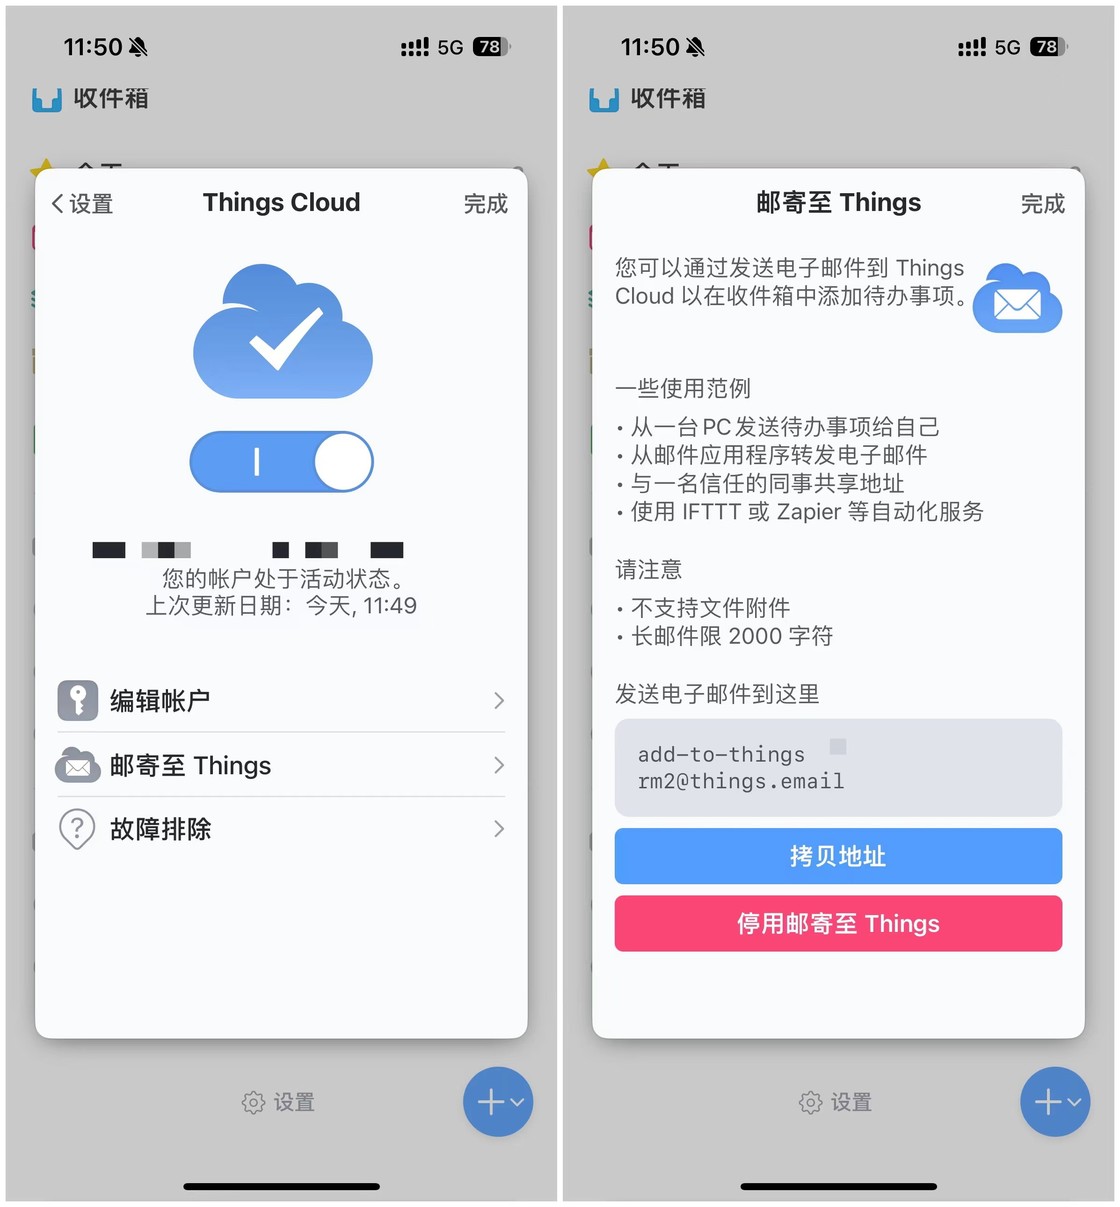 11:50
5G 78
收件箱
设置
Things Cloud
完成
您的帐户处于活动状态。
上次更新日期：今天, 11:49
编辑帐户
邮寄至 Things
故障排除
设置
11:50
5G 78
收件箱
邮寄至 Things
完成
您可以通过发送电子邮件到 Things
Cloud 以在收件箱中添加待办事项。
一些使用范例
• 从一台 PC 发送待办事项给自己
• 从邮件应用程序转发电子邮件
• 与一名信任的同事共享地址
• 使用 IFTTT 或 Zapier 等自动化服务
请注意
• 不支持文件附件
• 长邮件限 2000 字符
发送电子邮件到这里
add-to-things
rm2@things.email
拷贝地址
停用邮寄至 Things
设置